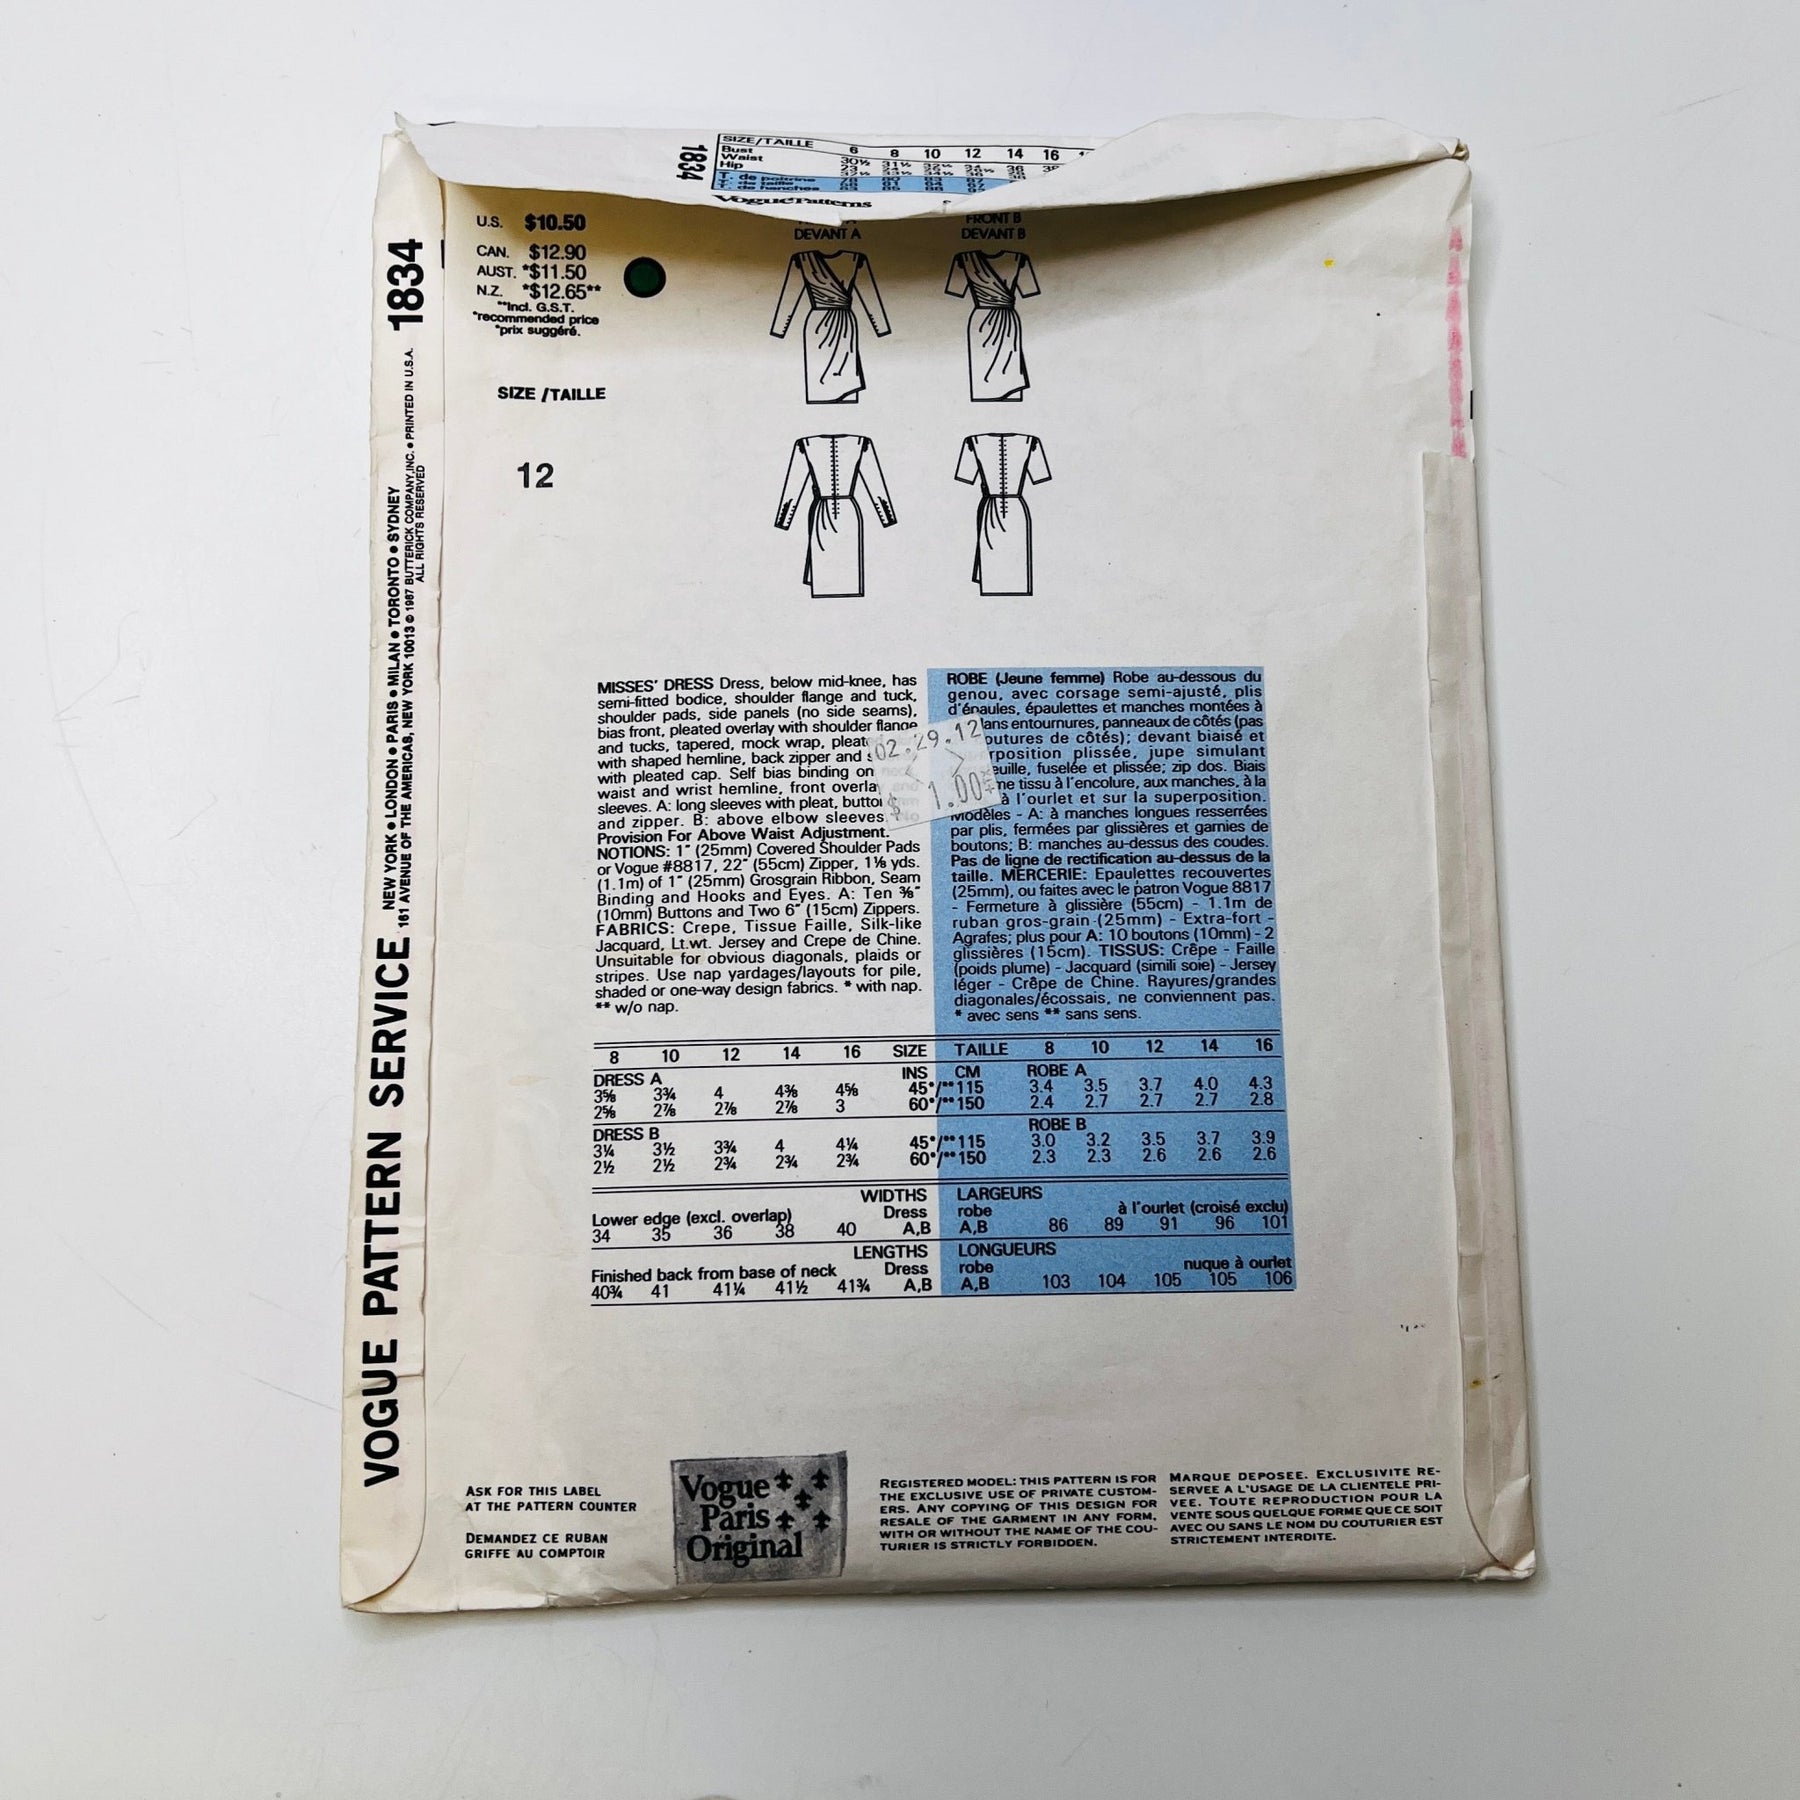 1834
SIZE/TAILLE 6 8 10 12 14 16
Bust 30½ 31½ 32½ 34 36 38
Waist
Hip
T. de poitrine 78 80 83 87
T. de taille
T. de hanches
Vogue Patterns
U.S. $10.50
CAN. $12.90
AUST. *$11.50
N.Z. *$12.65**
**Incl. G.S.T.
*recommended price
*prix suggéré.
SIZE /TAILLE
12
DEVANT A
FRONT B
DEVANT B
VOGUE PATTERN SERVICE NEW YORK • LONDON • PARIS • MILAN • TORONTO • SYDNEY 1834
161 AVENUE OF THE AMERICAS, NEW YORK 10013 © 1987 BUTTERICK COMPANY, INC. • PRINTED IN U.S.A.
ALL RIGHTS RESERVED
MISSES' DRESS Dress, below mid-knee, has
semi-fitted bodice, shoulder flange and tuck,
shoulder pads, side panels (no side seams),
bias front, pleated overlay with shoulder flange
and tucks, tapered, mock wrap, pleat
with shaped hemline, back zipper and s
with pleated cap. Self bias binding on
waist and wrist hemline, front overla
sleeves. A: long sleeves with pleat, butto
and zipper. B: above elbow sleeves.
Provision For Above Waist Adjustment.
NOTIONS: 1" (25mm) Covered Shoulder Pads
or Vogue #8817, 22" (55cm) Zipper, 1⅛ yds.
(1.1m) of 1" (25mm) Grosgrain Ribbon, Seam
Binding and Hooks and Eyes. A: Ten ⅜"
(10mm) Buttons and Two 6" (15cm) Zippers.
FABRICS: Crepe, Tissue Faille, Silk-like
Jacquard, Lt.wt. Jersey and Crepe de Chine.
Unsuitable for obvious diagonals, plaids or
stripes. Use nap yardages/layouts for pile,
shaded or one-way design fabrics. * with nap.
** w/o nap.
02.29.12
$ 1.00
ROBE (Jeune femme) Robe au-dessous du
genou, avec corsage semi-ajusté, plis
d'épaules, épaulettes et manches montées à
ans entournures, panneaux de côtés (pas
outures de côtés); devant biaisé et
rposition plissée, jupe simulant
euille, fuselée et plissée; zip dos. Biais
me tissu à l'encolure, aux manches, à la
à l'ourlet et sur la superposition.
Modèles - A: à manches longues resserrées
par plis, fermées par glissières et garnies de
boutons; B: manches au-dessus des coudes.
Pas de ligne de rectification au-dessus de la
taille. MERCERIE: Epaulettes recouvertes
(25mm), ou faites avec le patron Vogue 8817
- Fermeture à glissière (55cm) - 1.1m de
ruban gros-grain (25mm) - Extra-fort -
Agrafes; plus pour A: 10 boutons (10mm) - 2
glissières (15cm). TISSUS: Crêpe - Faille
(poids plume) - Jacquard (simili soie) - Jersey
léger - Crêpe de Chine. Rayures/grandes
diagonales/écossais, ne conviennent pas.
* avec sens ** sans sens.
8 10 12 14 16 SIZE TAILLE 8 10 12 14 16
DRESS A INS CM ROBE A
3⅝ 3¾ 4 4⅜ 4⅝ 45*/**115 3.4 3.5 3.7 4.0 4.3
2⅝ 2⅞ 2⅞ 2⅞ 3 60*/**150 2.4 2.7 2.7 2.7 2.8
DRESS B ROBE B
3¼ 3½ 3¾ 4 4¼ 45*/**115 3.0 3.2 3.5 3.7 3.9
2½ 2½ 2¾ 2¾ 2¾ 60*/**150 2.3 2.3 2.6 2.6 2.6
WIDTHS LARGEURS
Lower edge (excl. overlap) Dress robe à l'ourlet (croisé exclu)
34 35 36 38 40 A,B A,B 86 89 91 96 101
LENGTHS LONGUEURS
Finished back from base of neck Dress robe nuque à ourlet
40¾ 41 41¼ 41½ 41¾ A,B A,B 103 104 105 105 106
ASK FOR THIS LABEL
AT THE PATTERN COUNTER
DEMANDEZ CE RUBAN
GRIFFE AU COMPTOIR
Vogue
Paris
Original
REGISTERED MODEL: THIS PATTERN IS FOR
THE EXCLUSIVE USE OF PRIVATE CUSTOM-
ERS. ANY COPYING OF THIS DESIGN FOR
RESALE OF THE GARMENT IN ANY FORM,
WITH OR WITHOUT THE NAME OF THE COU-
TURIER IS STRICTLY FORBIDDEN.
MARQUE DEPOSEE. EXCLUSIVITE RE-
SERVEE A L'USAGE DE LA CLIENTELE PRI-
VEE. TOUTE REPRODUCTION POUR LA
VENTE SOUS QUELQUE FORME QUE CE SOIT
AVEC OU SANS LE NOM DU COUTURIER EST
STRICTEMENT INTERDITE.